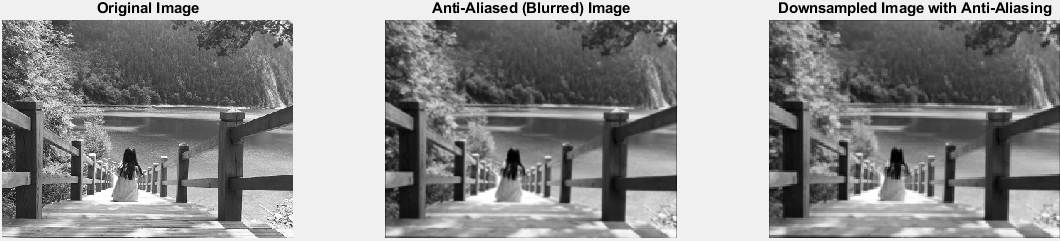 Original Image
Anti-Aliased (Blurred) Image
Downsampled Image with Anti-Aliasing